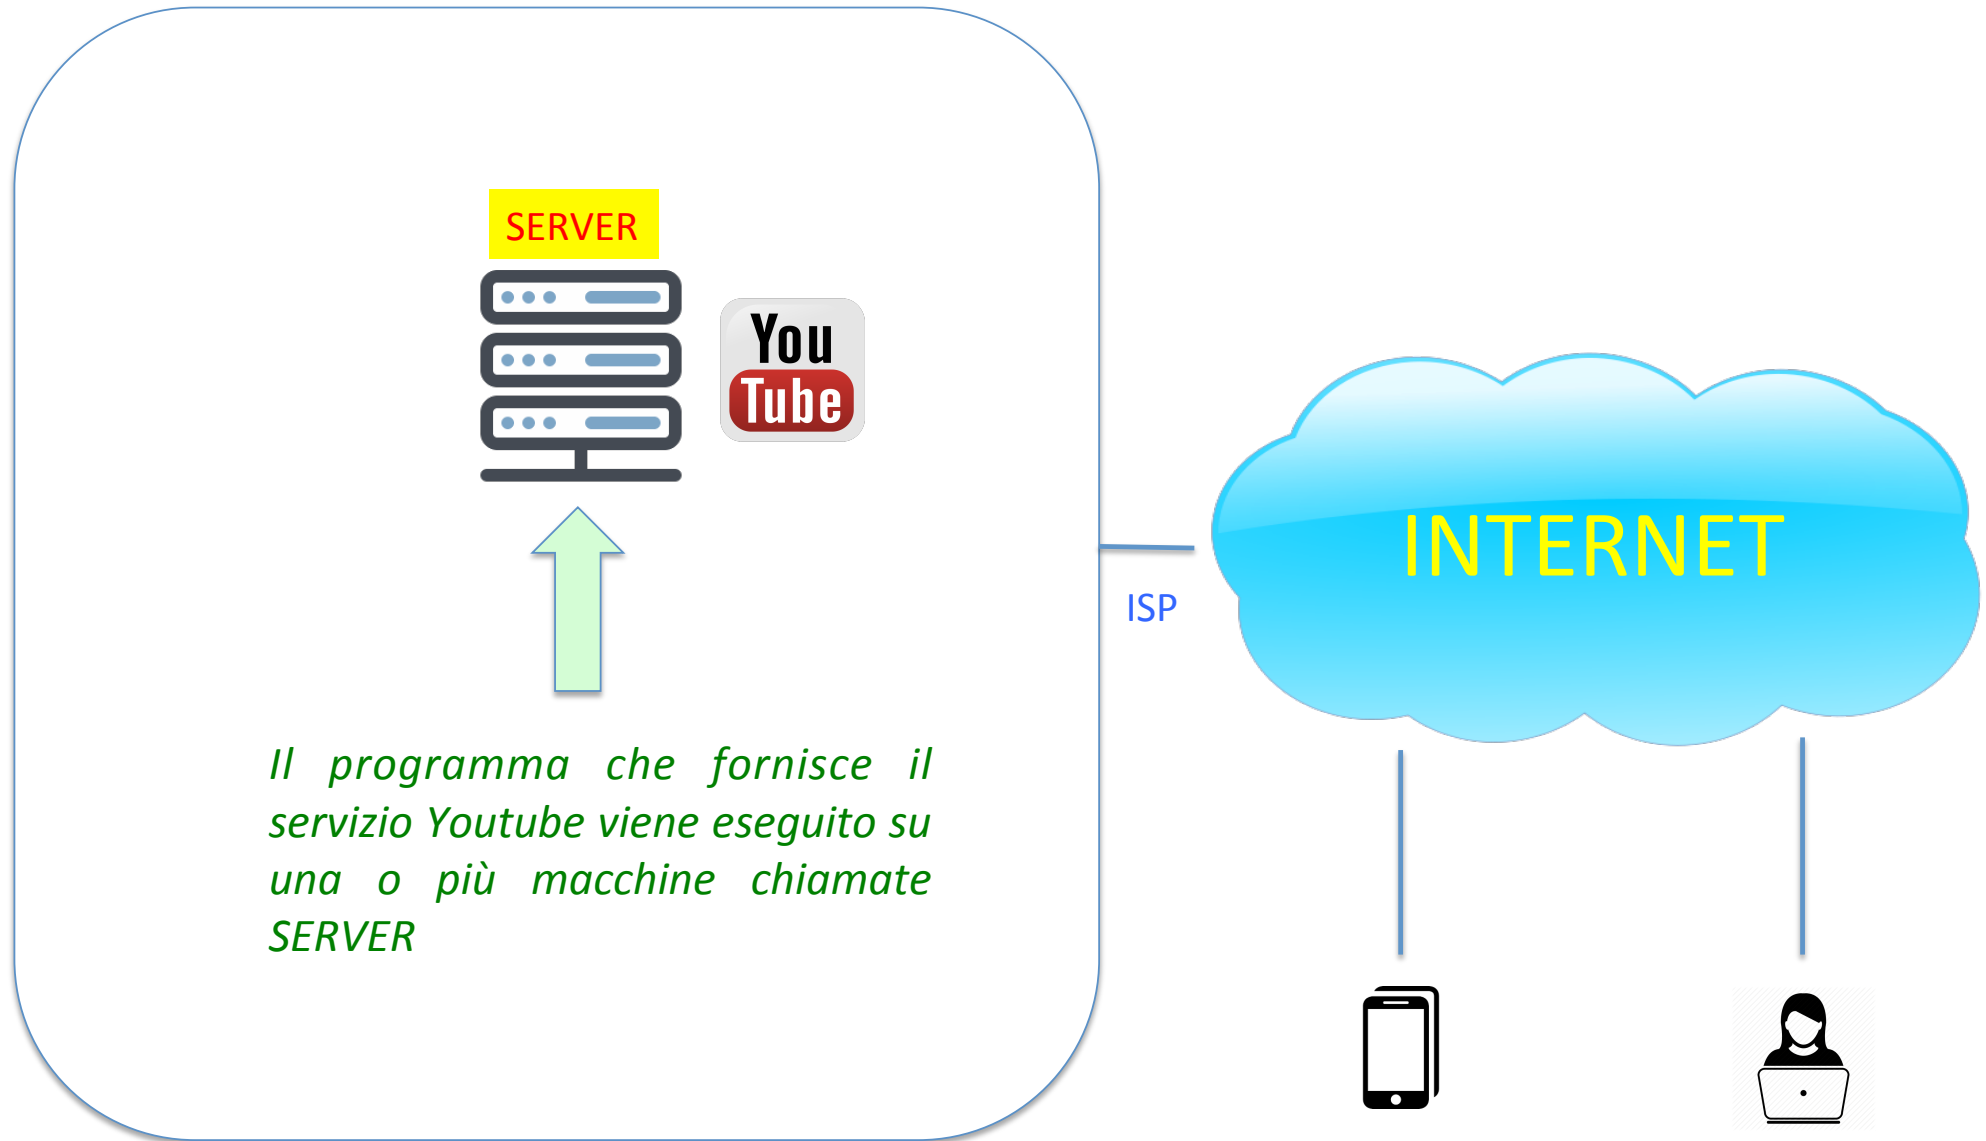 SERVER
You
Tube
Il programma che fornisce il
servizio Youtube viene eseguito su
una o più macchine chiamate
SERVER
ISP
INTERNET